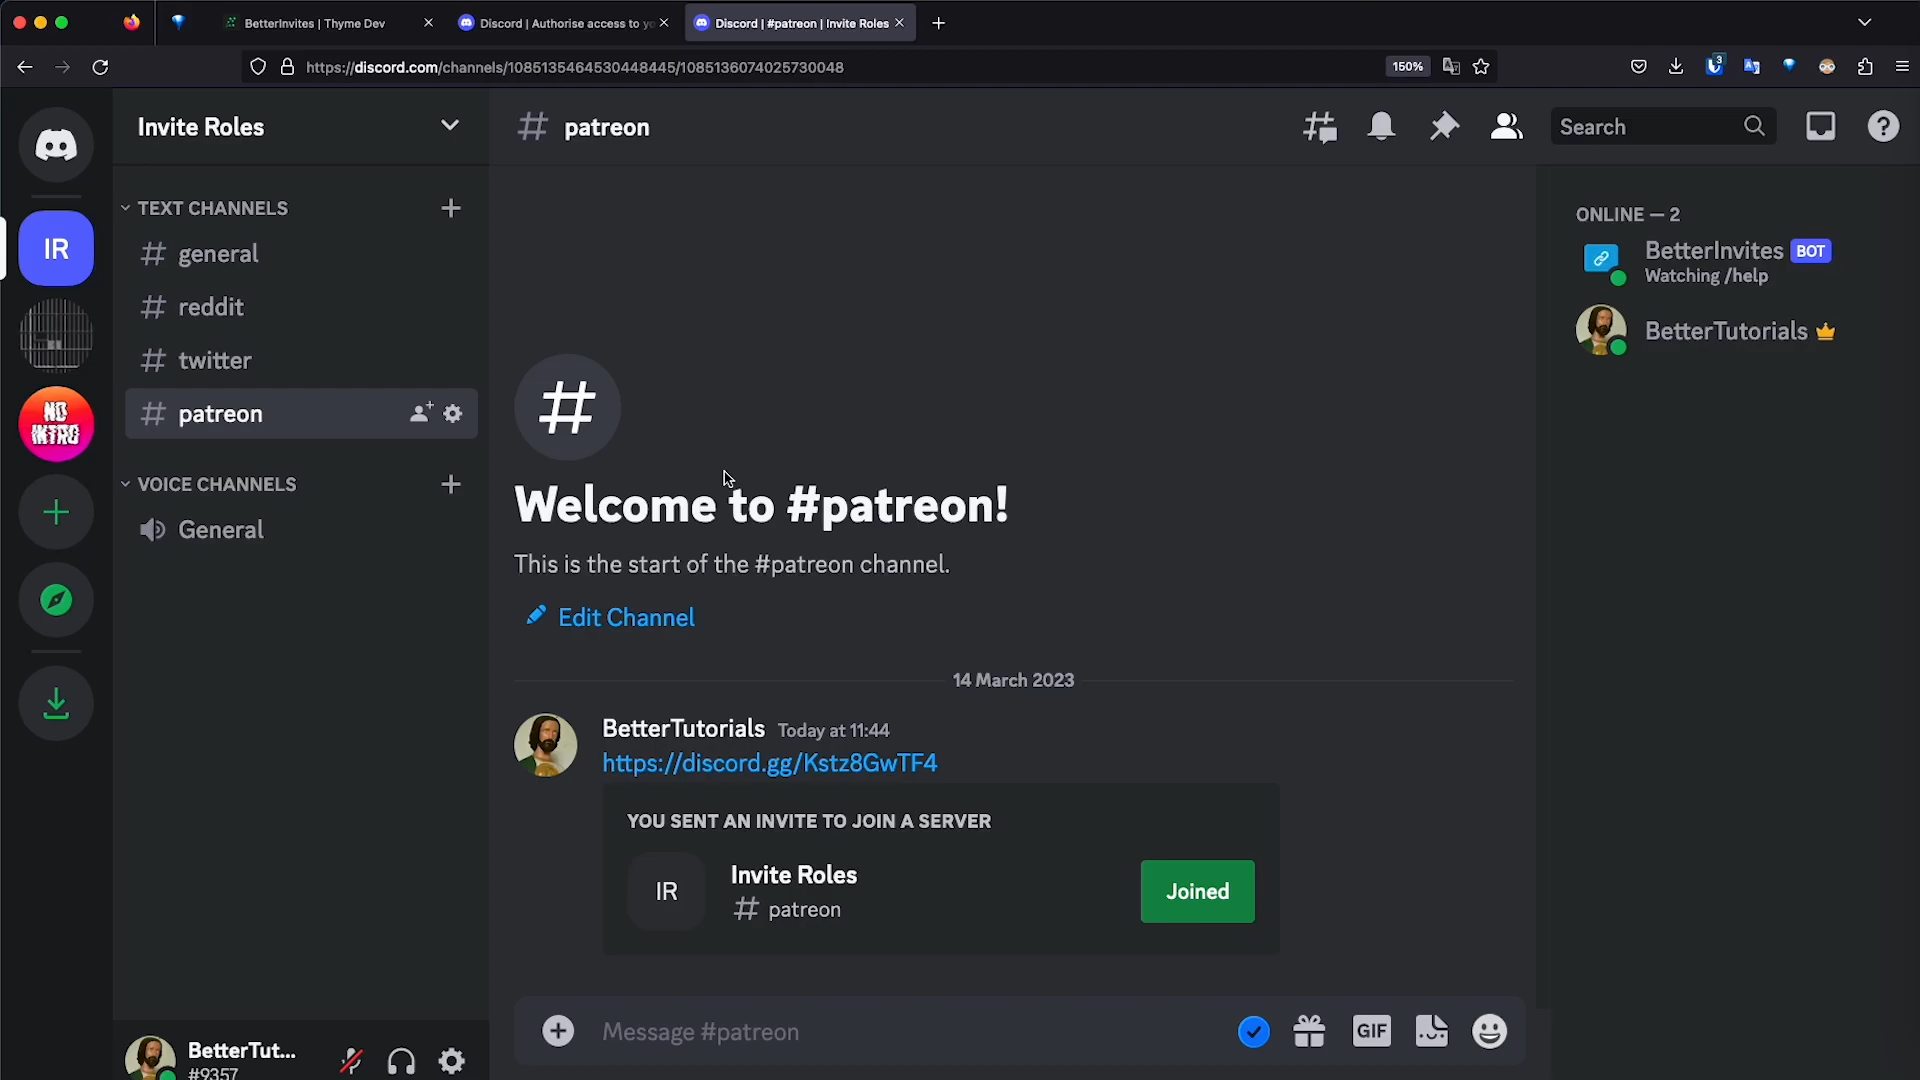 BetterInvites | Thyme Dev
Discord | Authorise access to yo
Discord | #patreon | Invite Roles
https://discord.com/channels/1085135464530448445/1085136074025730048
150%
3
Invite Roles
# patreon
Search
IR
NO
INTRO
TEXT CHANNELS
# general
# reddit
# twitter
# patreon
VOICE CHANNELS
General
#
Welcome to #patreon!
This is the start of the #patreon channel.
Edit Channel
14 March 2023
BetterTutorials Today at 11:44
https://discord.gg/Kstz8GwTF4
YOU SENT AN INVITE TO JOIN A SERVER
IR
Invite Roles
# patreon
Joined
Message #patreon
GIF
ONLINE — 2
BetterInvites BOT
Watching /help
BetterTutorials
BetterTut...
#9357